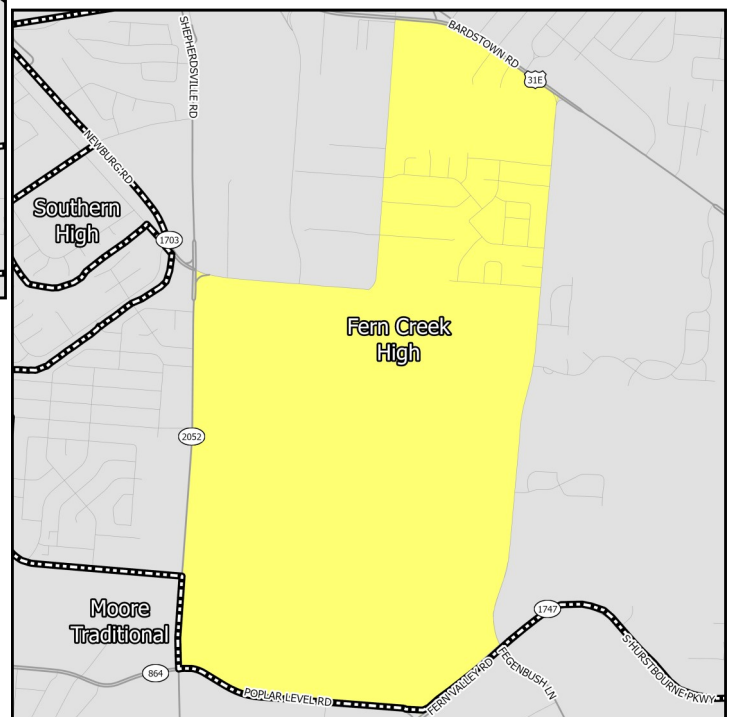 SHEPHERDSVILLE RD
BARDSTOWN RD
31E
NEWBURG RD
Southern
High
1703
Fern Creek
High
2052
Moore
Traditional
1747
864
POPLAR LEVEL RD
FERN VALLEY RD
FEGENBUSH LN
S HURSTBOURNE PKWY